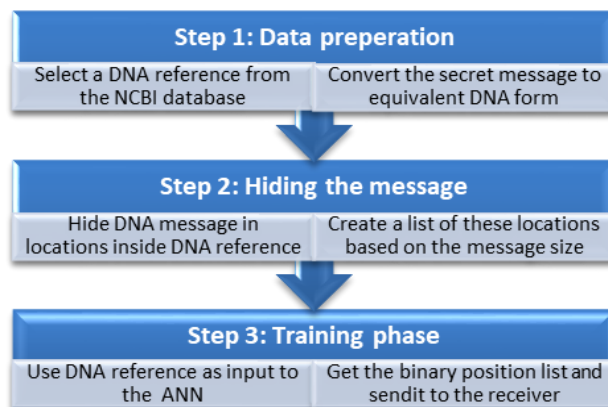 Step 1: Data preperation
Select a DNA reference from
the NCBI database
Convert the secret message to
equivalent DNA form
Step 2: Hiding the message
Hide DNA message in
locations inside DNA reference
Create a list of these locations
based on the message size
Step 3: Training phase
Use DNA reference as input to
the ANN
Get the binary position list and
sendit to the receiver